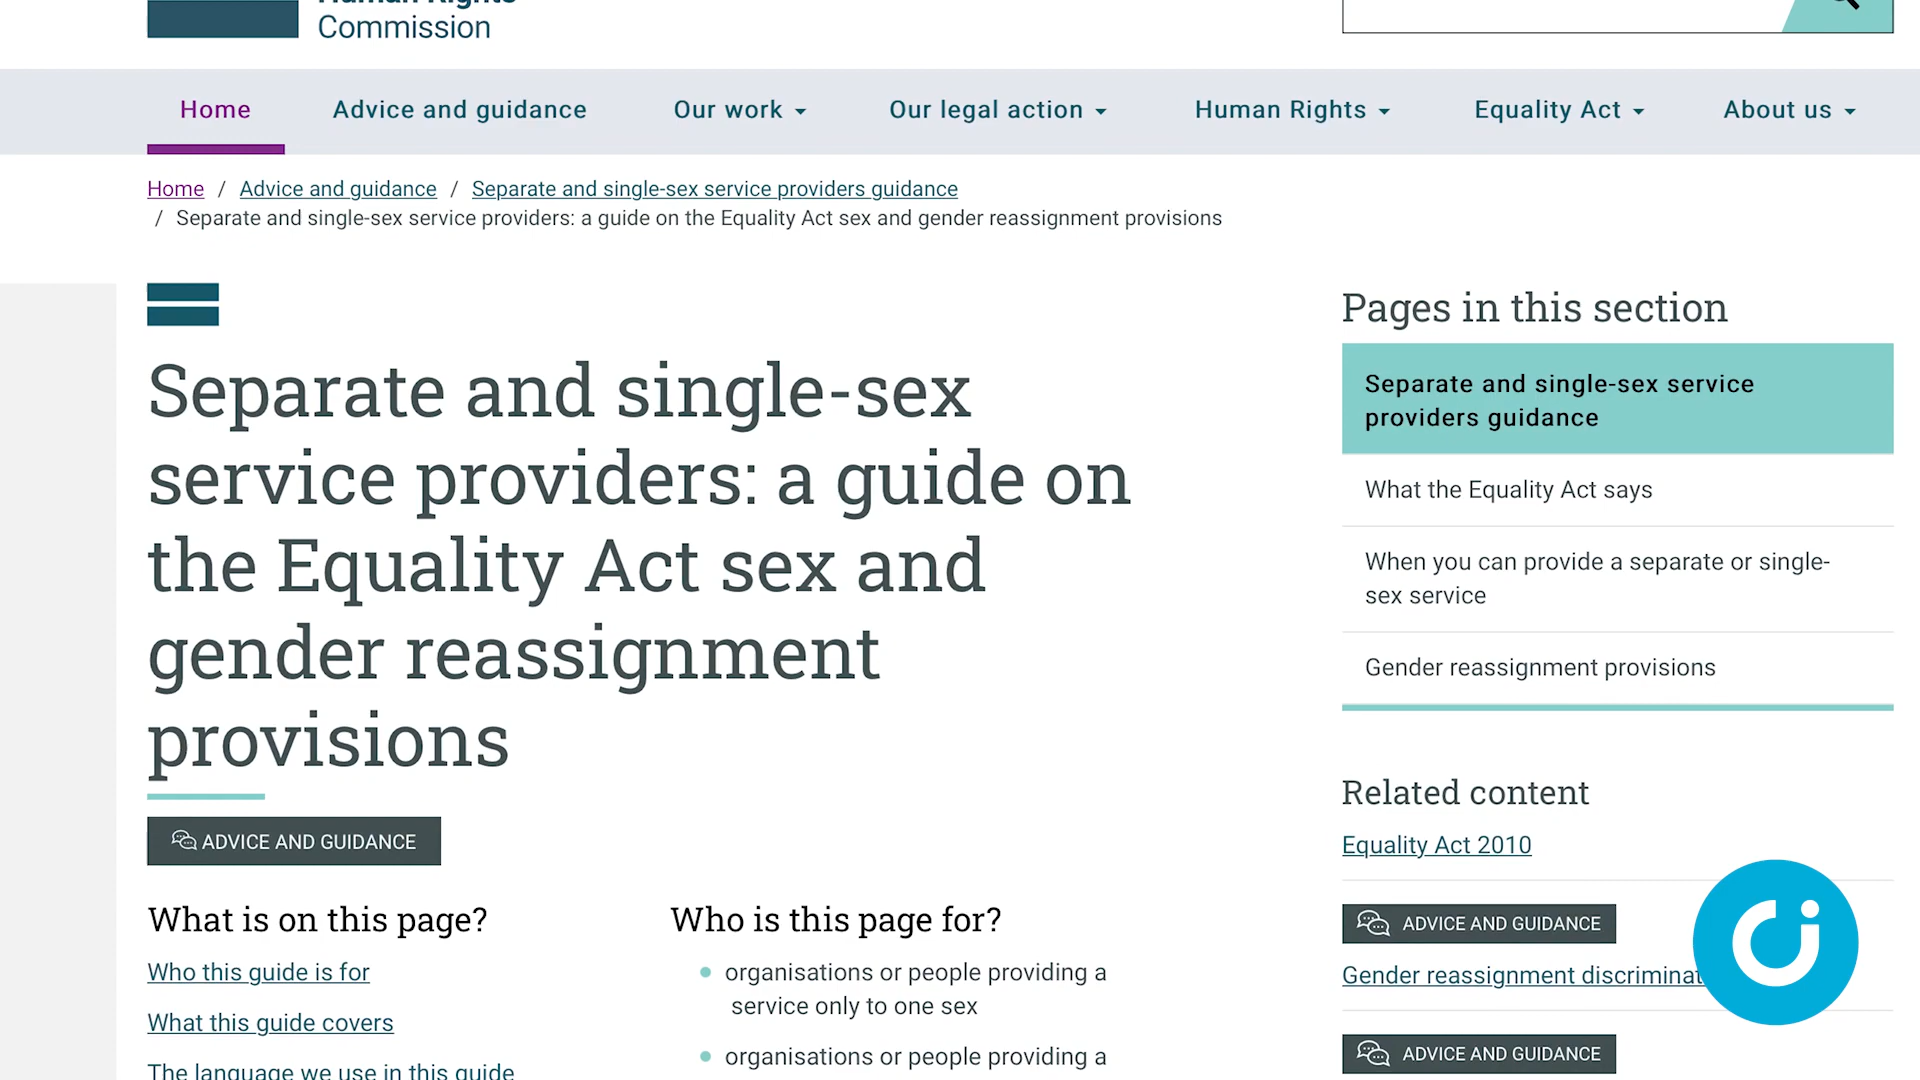 Human Rights
Commission
Home
Advice and guidance
Our work
Our legal action
Human Rights
Equality Act
About us
Home / Advice and guidance / Separate and single-sex service providers guidance
/ Separate and single-sex service providers: a guide on the Equality Act sex and gender reassignment provisions
Separate and single-sex
service providers: a guide on
the Equality Act sex and
gender reassignment
provisions
ADVICE AND GUIDANCE
What is on this page?
Who this guide is for
What this guide covers
The language we use in this guide
Who is this page for?
organisations or people providing a
service only to one sex
organisations or people providing a
Pages in this section
Separate and single-sex service
providers guidance
What the Equality Act says
When you can provide a separate or single-
sex service
Gender reassignment provisions
Related content
Equality Act 2010
ADVICE AND GUIDANCE
Gender reassignment discriminat
ADVICE AND GUIDANCE